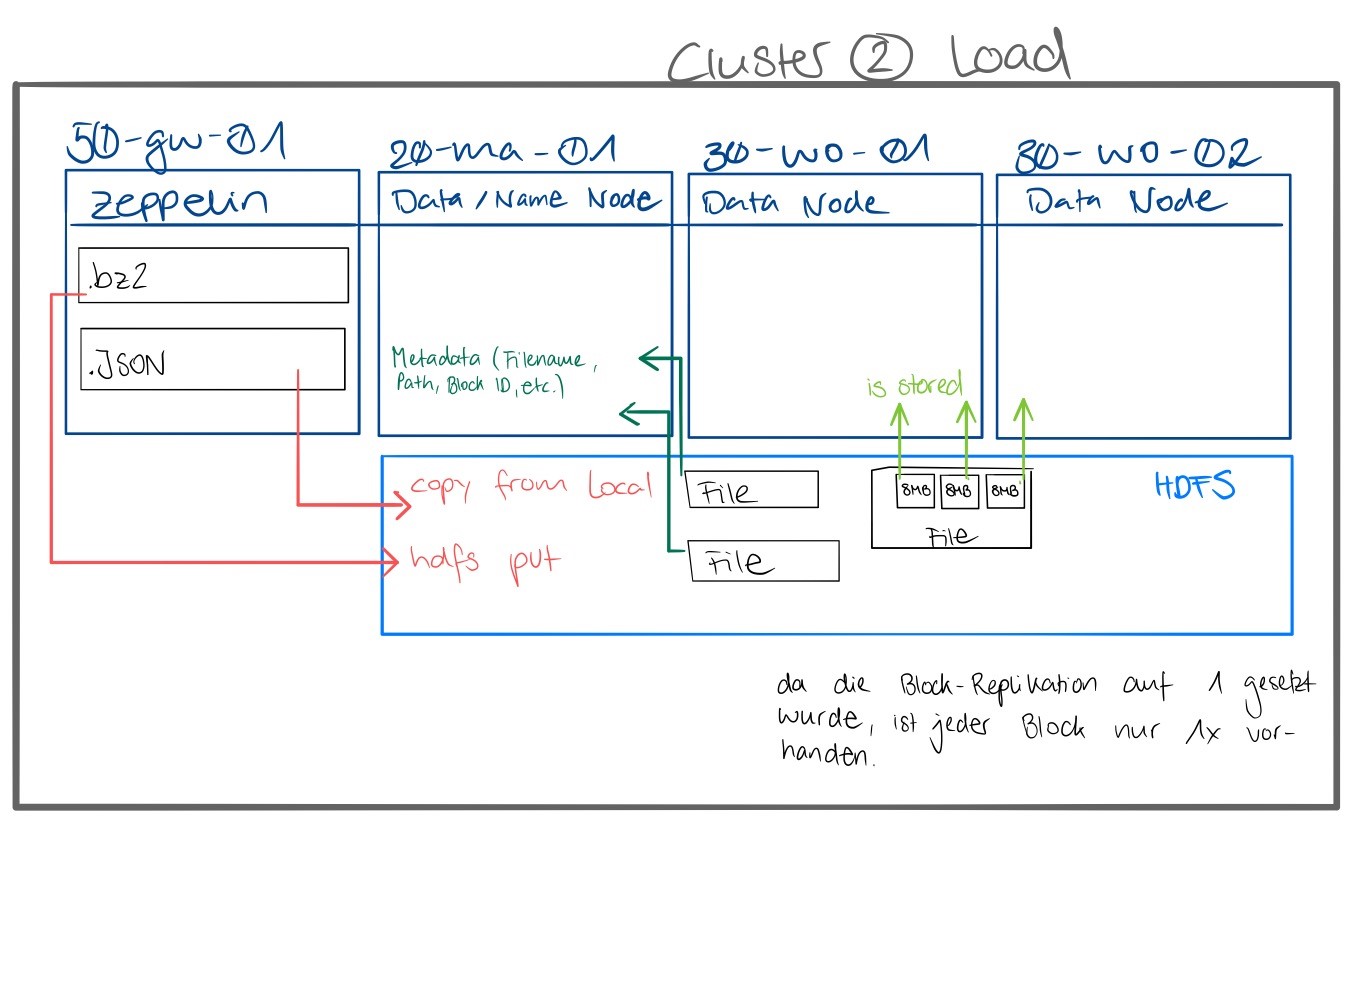 Cluster ② Load
50-gw-01
20-ma-01
30-wo-01
30-wo-02
zeppelin
Data / Name Node
Data Node
Data Node
.bz2
.JSON
Metadata (Filename,
Path, Block ID, etc.)
is stored
copy from Local
hdfs put
File
File
8MB 8MB 8MB
File
HDFS
da die Block-Replikation auf 1 gesetzt
wurde, ist jeder Block nur 1x vor-
handen.